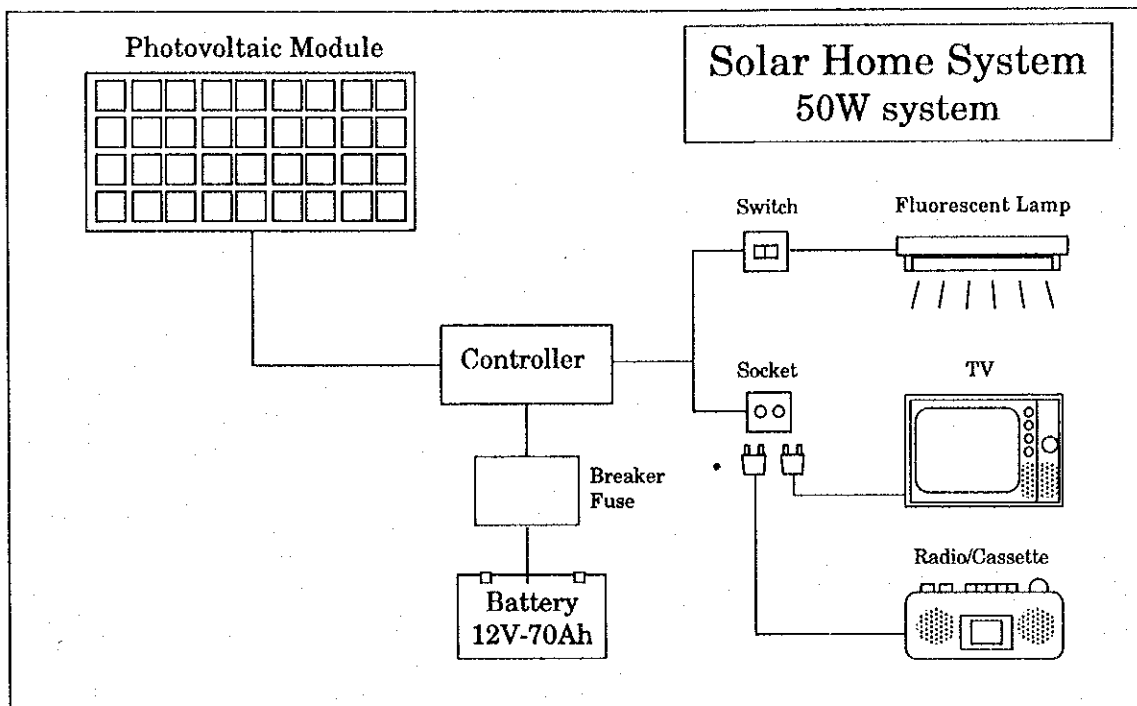 Photovoltaic Module
Solar Home System
50W system
Switch
Fluorescent Lamp
Controller
Socket
TV
Breaker
Fuse
Radio/Cassette
Battery
12V-70Ah